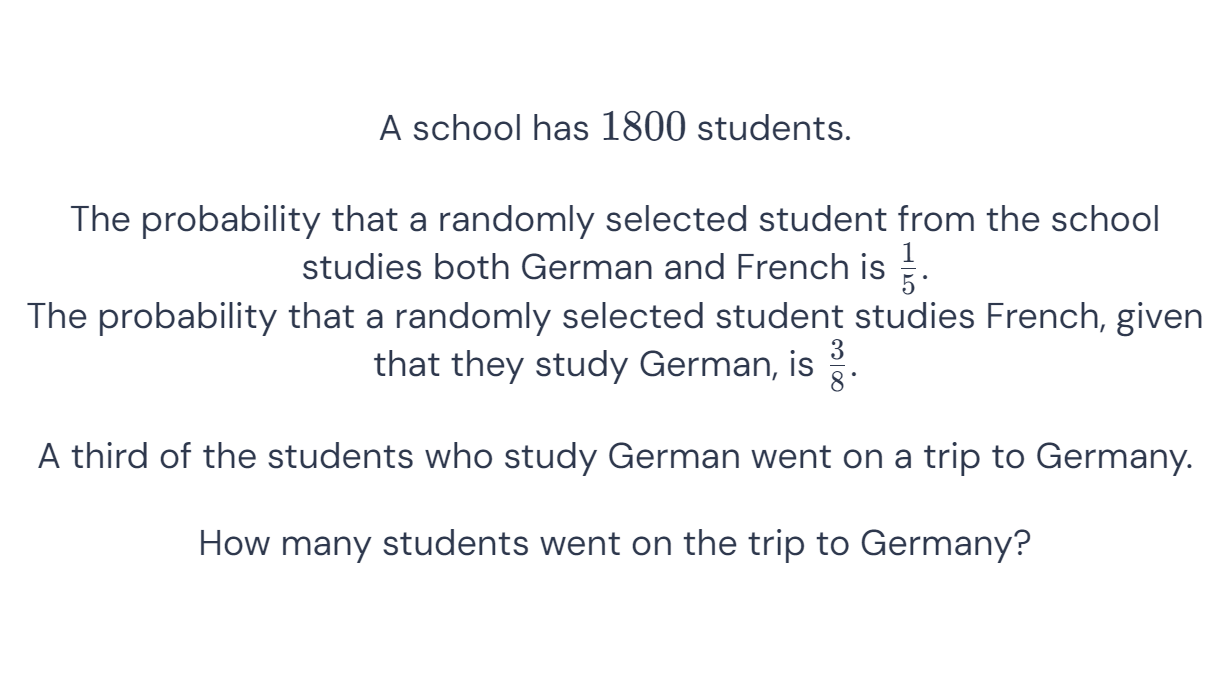 A school has 1800 students.
The probability that a randomly selected student from the school
studies both German and French is 1/5.
The probability that a randomly selected student studies French, given
that they study German, is 3/8.
A third of the students who study German went on a trip to Germany.
How many students went on the trip to Germany?